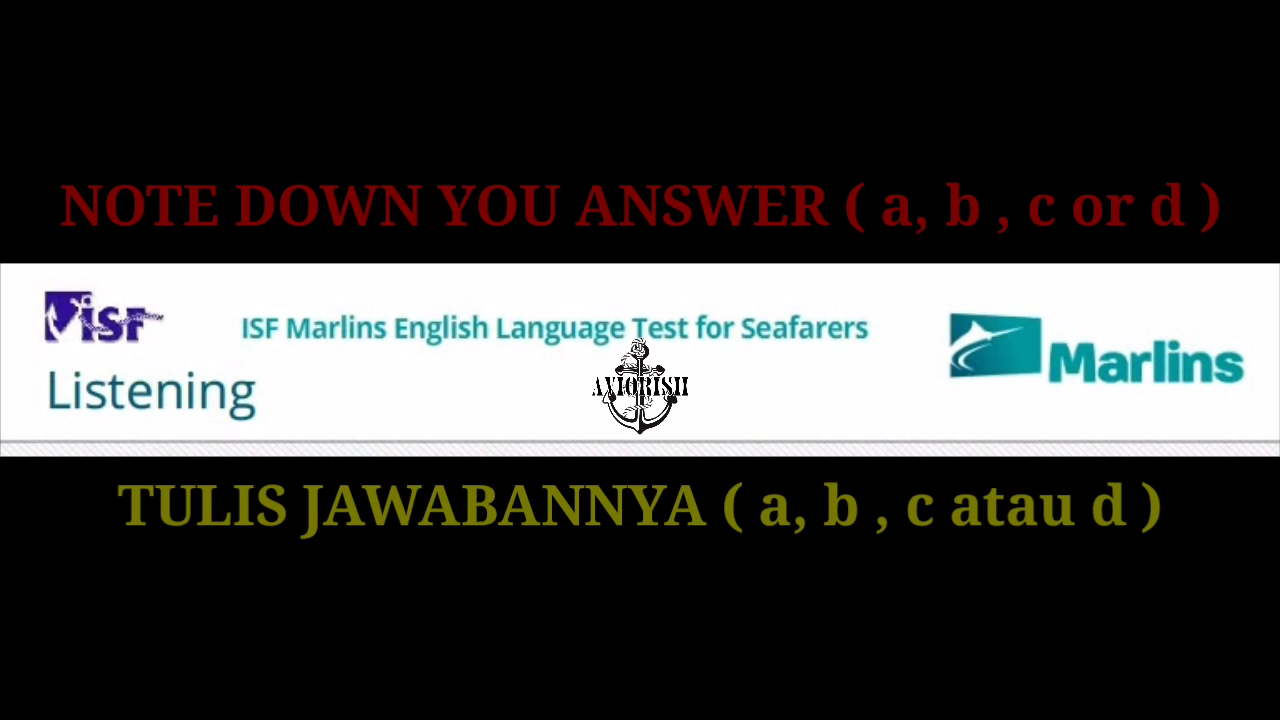 NOTE DOWN YOU ANSWER ( a, b , c or d )
ISF
ISF Marlins English Language Test for Seafarers
Marlins
Listening
AVIORISH
TULIS JAWABANNYA ( a, b , c atau d )